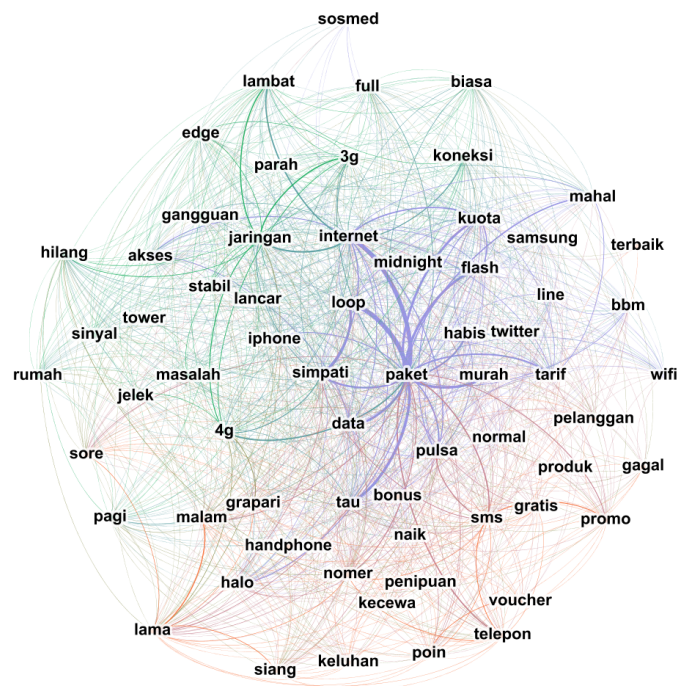 sosmed
lambat
full
biasa
edge
parah
3g
koneksi
mahal
gangguan
jaringan
internet
kuota
samsung
terbaik
hilang
akses
midnight
flash
stabil
lancar
loop
line
bbm
tower
sinyal
iphone
habis
twitter
rumah
masalah
simpati
paket
murah
tarif
wifi
jelek
4g
data
pelanggan
normal
pulsa
sore
produk
gagal
grapari
tau
bonus
gratis
pagi
malam
sms
promo
handphone
naik
halo
nomer
penipuan
kecewa
voucher
lama
telepon
siang
keluhan
poin